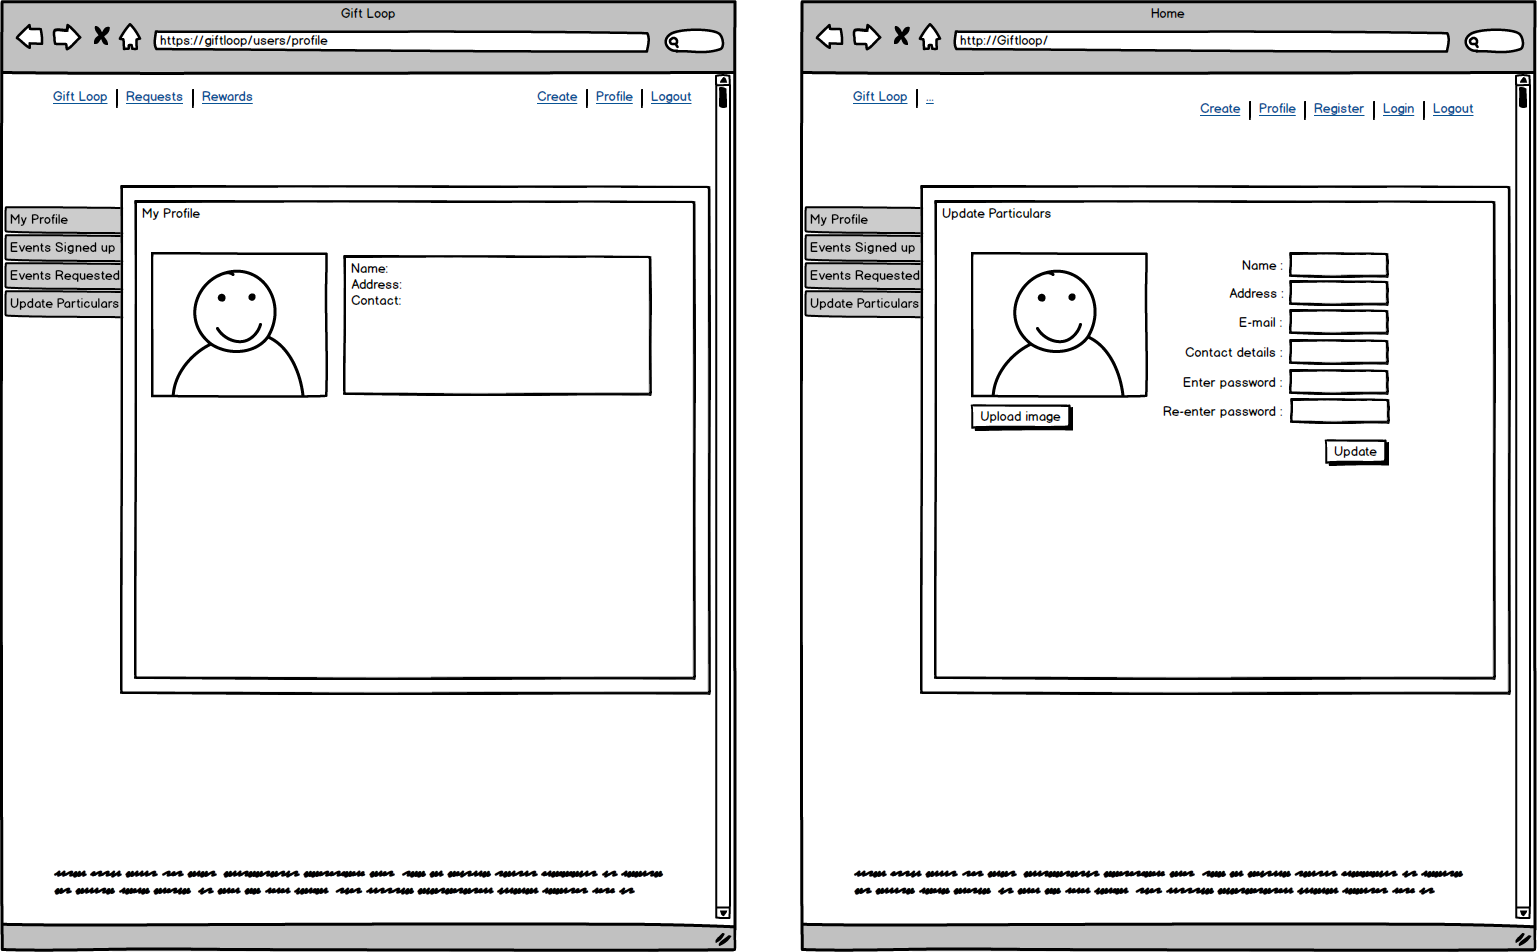 Gift Loop
https://giftloop/users/profile
Gift Loop Requests Rewards Create Profile Logout
My Profile
Events Signed up
Events Requested
Update Particulars
My Profile
Name:
Address:
Contact:
Home
http://Giftloop/
Gift Loop ...
Create Profile Register Login Logout
My Profile
Events Signed up
Events Requested
Update Particulars
Update Particulars
Upload image
Name :
Address :
E-mail :
Contact details :
Enter password :
Re-enter password :
Update